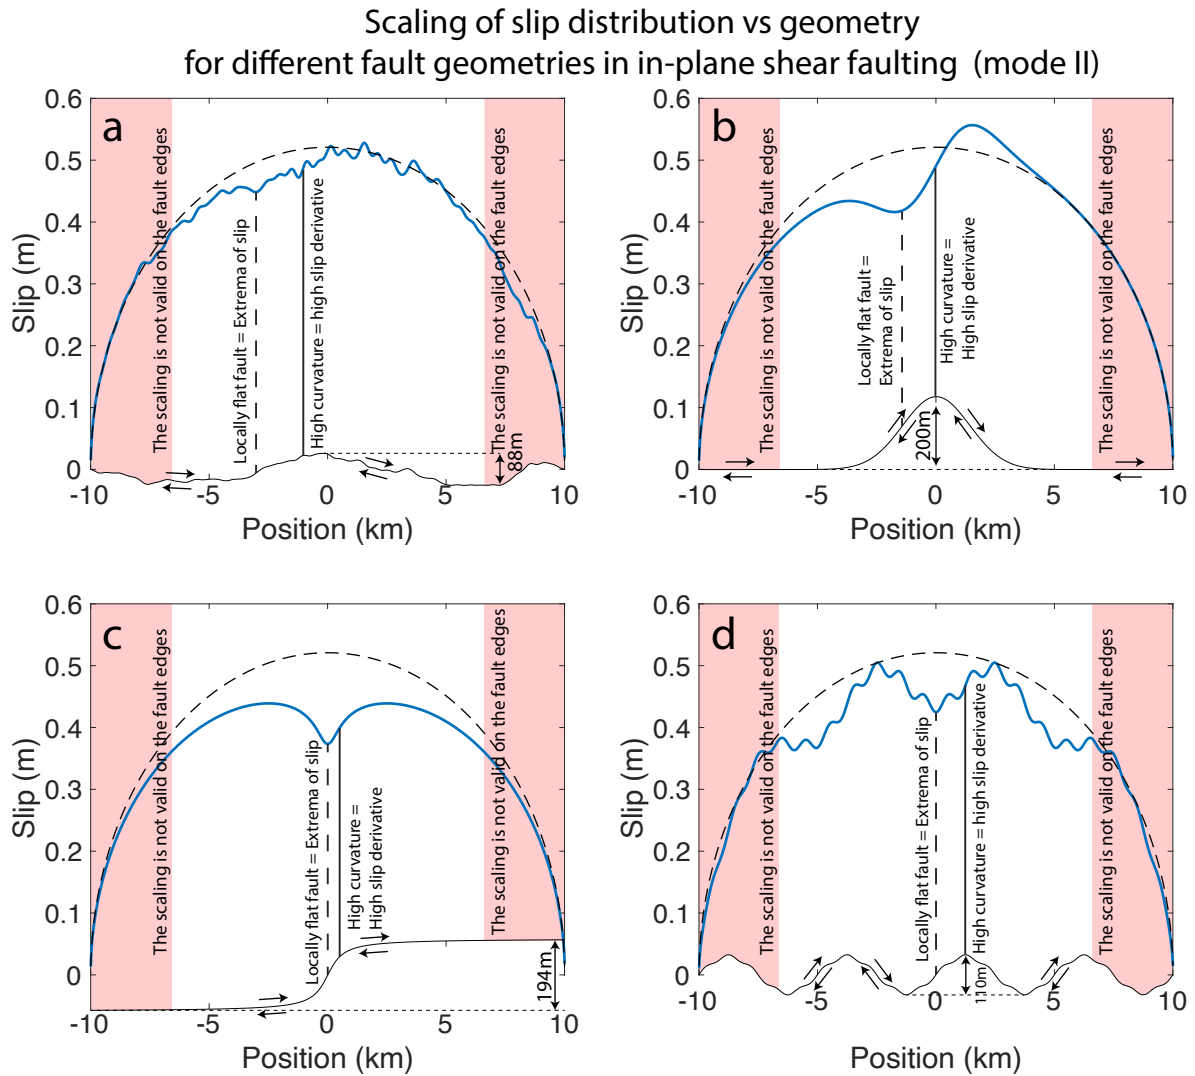 Scaling of slip distribution vs geometry
for different fault geometries in in-plane shear faulting (mode II)
a
0.6
0.5
0.4
0.3
0.2
0.1
0
Slip (m)
The scaling is not valid on the fault edges
Locally flat fault = Extrema of slip
High curvature = high slip derivative
The scaling is not valid on the fault edges
88m
-10
-5
0
5
10
Position (km)
b
0.6
0.5
0.4
0.3
0.2
0.1
0
Slip (m)
The scaling is not valid on the fault edges
Locally flat fault =
Extrema of slip
High curvature =
High slip derivative
200m
The scaling is not valid on the fault edges
-10
-5
0
5
10
Position (km)
c
0.6
0.5
0.4
0.3
0.2
0.1
0
Slip (m)
The scaling is not valid on the fault edges
Locally flat fault = Extrema of slip
High curvature =
High slip derivative
The scaling is not valid on the fault edges
194m
-10
-5
0
5
10
Position (km)
d
0.6
0.5
0.4
0.3
0.2
0.1
0
Slip (m)
The scaling is not valid on the fault edges
Locally flat fault = Extrema of slip
High curvature = high slip derivative
110m
The scaling is not valid on the fault edges
-10
-5
0
5
10
Position (km)